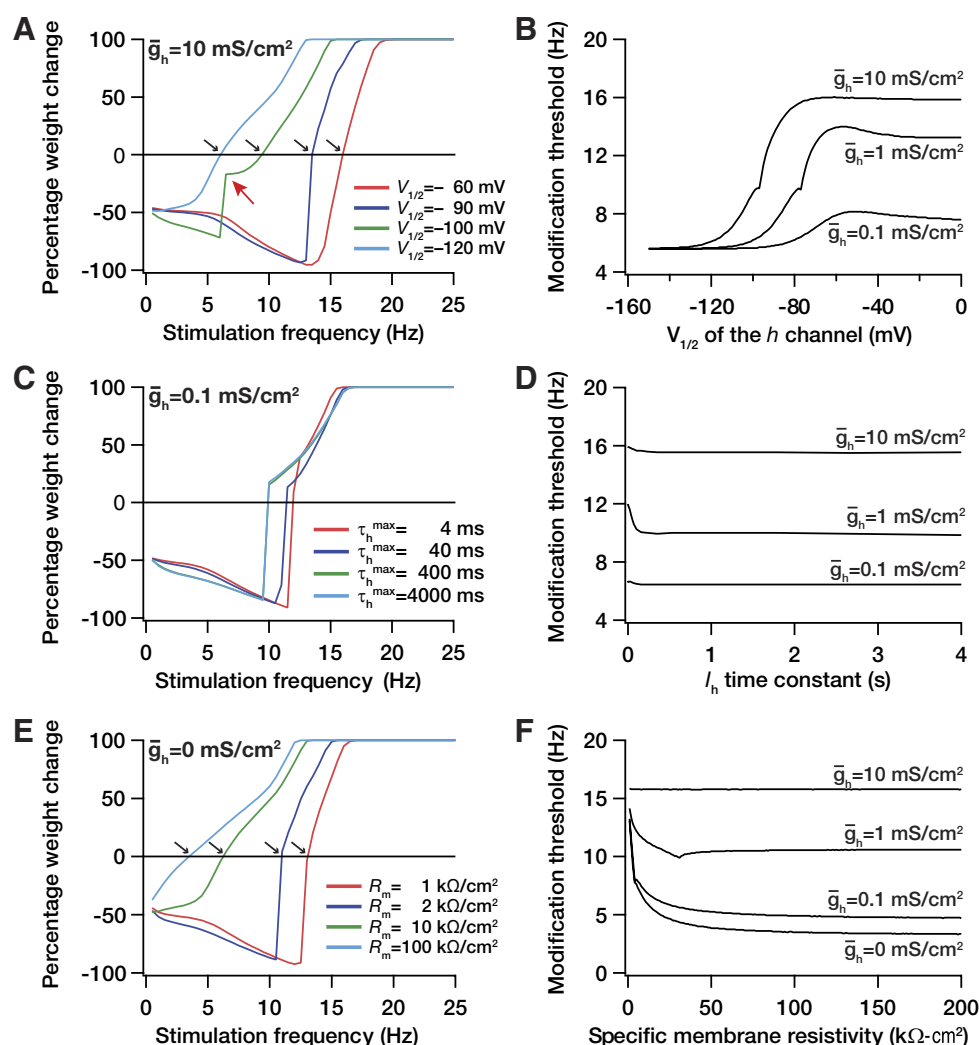 A
ḡh=10 mS/cm²
Percentage weight change
100
50
0
-50
-100
0
5
10
15
20
25
Stimulation frequency (Hz)
V1/2=– 60 mV
V1/2=– 90 mV
V1/2=–100 mV
V1/2=–120 mV
B
Modification threshold (Hz)
20
16
12
8
4
-160
-120
-80
-40
0
V1/2 of the h channel (mV)
ḡh=10 mS/cm²
ḡh=1 mS/cm²
ḡh=0.1 mS/cm²
C
ḡh=0.1 mS/cm²
Percentage weight change
100
50
0
-50
-100
0
5
10
15
20
25
Stimulation frequency (Hz)
τhmax= 4 ms
τhmax= 40 ms
τhmax= 400 ms
τhmax=4000 ms
D
Modification threshold (Hz)
20
16
12
8
4
0
1
2
3
4
Ih time constant (s)
ḡh=10 mS/cm²
ḡh=1 mS/cm²
ḡh=0.1 mS/cm²
E
ḡh=0 mS/cm²
Percentage weight change
100
50
0
-50
-100
0
5
10
15
20
25
Stimulation frequency (Hz)
Rm= 1 kΩ/cm²
Rm= 2 kΩ/cm²
Rm= 10 kΩ/cm²
Rm=100 kΩ/cm²
F
Modification threshold (Hz)
20
15
10
5
0
0
50
100
150
200
Specific membrane resistivity (kΩ-cm²)
ḡh=10 mS/cm²
ḡh=1 mS/cm²
ḡh=0.1 mS/cm²
ḡh=0 mS/cm²